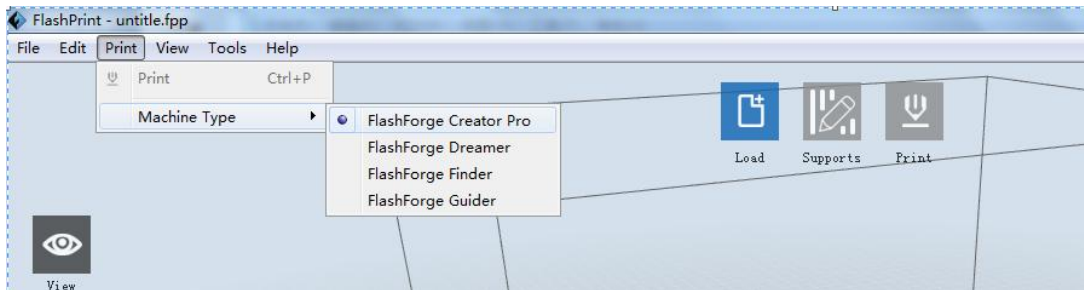 FlashPrint - untitle.fpp
File Edit Print View Tools Help
Print Ctrl+P
Machine Type
FlashForge Creator Pro
FlashForge Dreamer
FlashForge Finder
FlashForge Guider
Load Supports Print
View